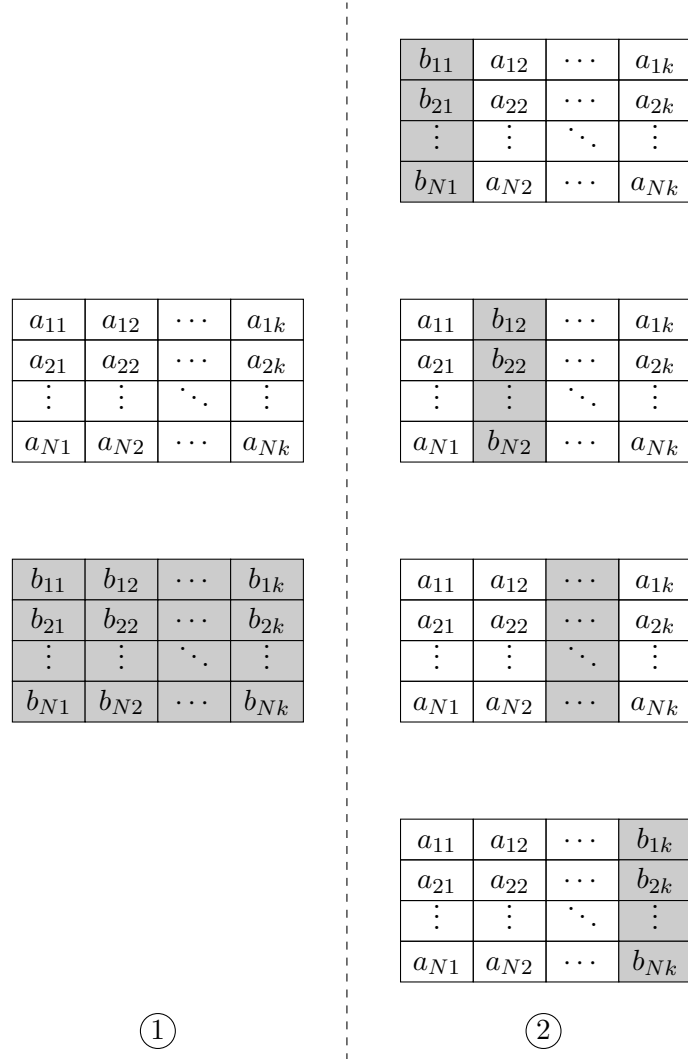 b11 a12 ⋯ a1k
b21 a22 ⋯ a2k
⋮ ⋮ ⋱ ⋮
bN1 aN2 ⋯ aNk
a11 a12 ⋯ a1k
a21 a22 ⋯ a2k
⋮ ⋮ ⋱ ⋮
aN1 aN2 ⋯ aNk
a11 b12 ⋯ a1k
a21 b22 ⋯ a2k
⋮ ⋮ ⋱ ⋮
aN1 bN2 ⋯ aNk
b11 b12 ⋯ b1k
b21 b22 ⋯ b2k
⋮ ⋮ ⋱ ⋮
bN1 bN2 ⋯ bNk
a11 a12 ⋯ a1k
a21 a22 ⋯ a2k
⋮ ⋮ ⋱ ⋮
aN1 aN2 ⋯ aNk
a11 a12 ⋯ b1k
a21 a22 ⋯ b2k
⋮ ⋮ ⋱ ⋮
aN1 aN2 ⋯ bNk
①
②